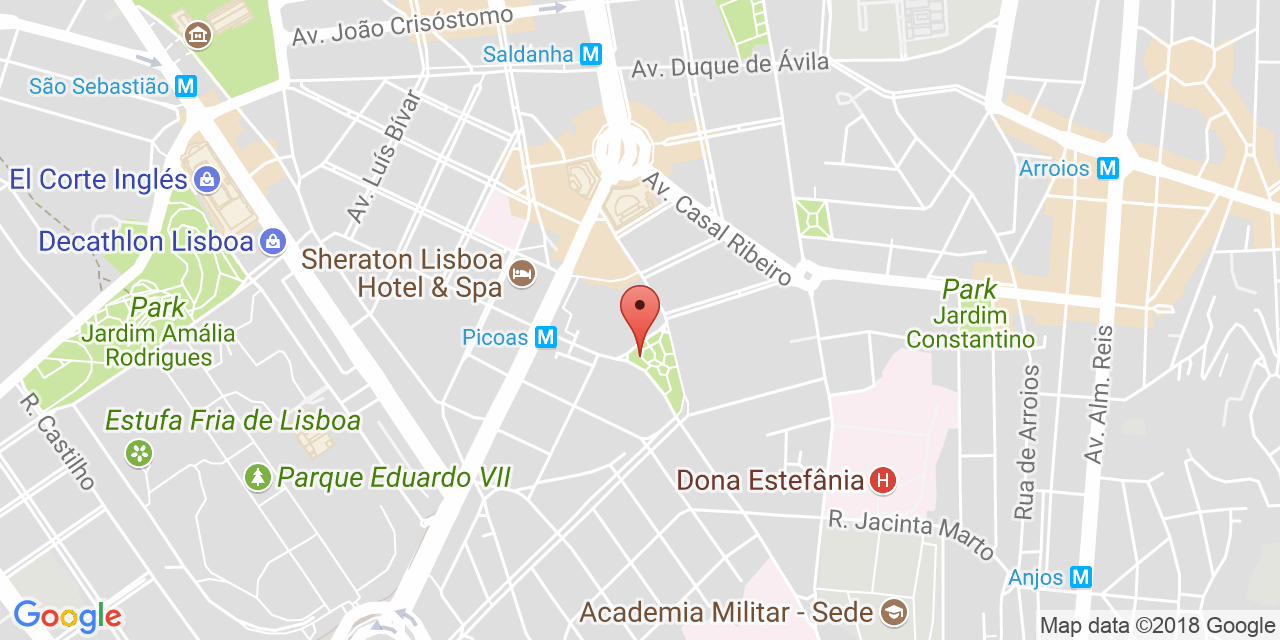 Av. João Crisóstomo
Saldanha M
Av. Duque de Ávila
São Sebastião M
Av. Luís Bívar
Arroios M
El Corte Inglés
Av. Casal Ribeiro
Decathlon Lisboa
Sheraton Lisboa
Hotel & Spa
Park
Jardim Amália
Rodrigues
Park
Jardim
Constantino
Picoas M
Av. Alm. Reis
Rua de Arroios
R. Castilho
Estufa Fria de Lisboa
Parque Eduardo VII
Dona Estefânia H
R. Jacinta Marto
Anjos M
Academia Militar - Sede
Google
Map data ©2018 Google